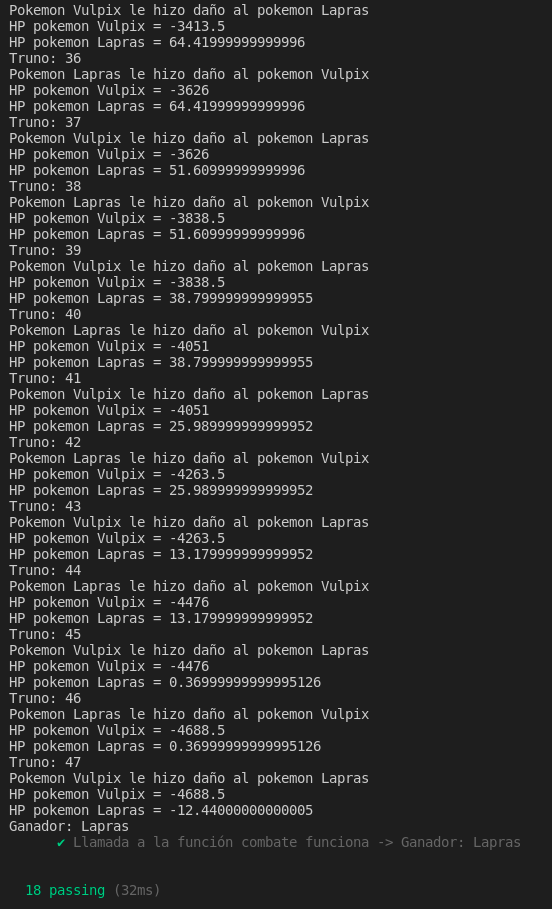 Pokemon Vulpix le hizo daño al pokemon Lapras
HP pokemon Vulpix = -3413.5
HP pokemon Lapras = 64.41999999999996
Truno: 36
Pokemon Lapras le hizo daño al pokemon Vulpix
HP pokemon Vulpix = -3626
HP pokemon Lapras = 64.41999999999996
Truno: 37
Pokemon Vulpix le hizo daño al pokemon Lapras
HP pokemon Vulpix = -3626
HP pokemon Lapras = 51.60999999999996
Truno: 38
Pokemon Lapras le hizo daño al pokemon Vulpix
HP pokemon Vulpix = -3838.5
HP pokemon Lapras = 51.60999999999996
Truno: 39
Pokemon Vulpix le hizo daño al pokemon Lapras
HP pokemon Vulpix = -3838.5
HP pokemon Lapras = 38.799999999999955
Truno: 40
Pokemon Lapras le hizo daño al pokemon Vulpix
HP pokemon Vulpix = -4051
HP pokemon Lapras = 38.799999999999955
Truno: 41
Pokemon Vulpix le hizo daño al pokemon Lapras
HP pokemon Vulpix = -4051
HP pokemon Lapras = 25.989999999999952
Truno: 42
Pokemon Lapras le hizo daño al pokemon Vulpix
HP pokemon Vulpix = -4263.5
HP pokemon Lapras = 25.989999999999952
Truno: 43
Pokemon Vulpix le hizo daño al pokemon Lapras
HP pokemon Vulpix = -4263.5
HP pokemon Lapras = 13.179999999999952
Truno: 44
Pokemon Lapras le hizo daño al pokemon Vulpix
HP pokemon Vulpix = -4476
HP pokemon Lapras = 13.179999999999952
Truno: 45
Pokemon Vulpix le hizo daño al pokemon Lapras
HP pokemon Vulpix = -4476
HP pokemon Lapras = 0.36999999999995126
Truno: 46
Pokemon Lapras le hizo daño al pokemon Vulpix
HP pokemon Vulpix = -4688.5
HP pokemon Lapras = 0.36999999999995126
Truno: 47
Pokemon Vulpix le hizo daño al pokemon Lapras
HP pokemon Vulpix = -4688.5
HP pokemon Lapras = -12.44000000000005
Ganador: Lapras
✔ Llamada a la función combate funciona -> Ganador: Lapras
18 passing (32ms)